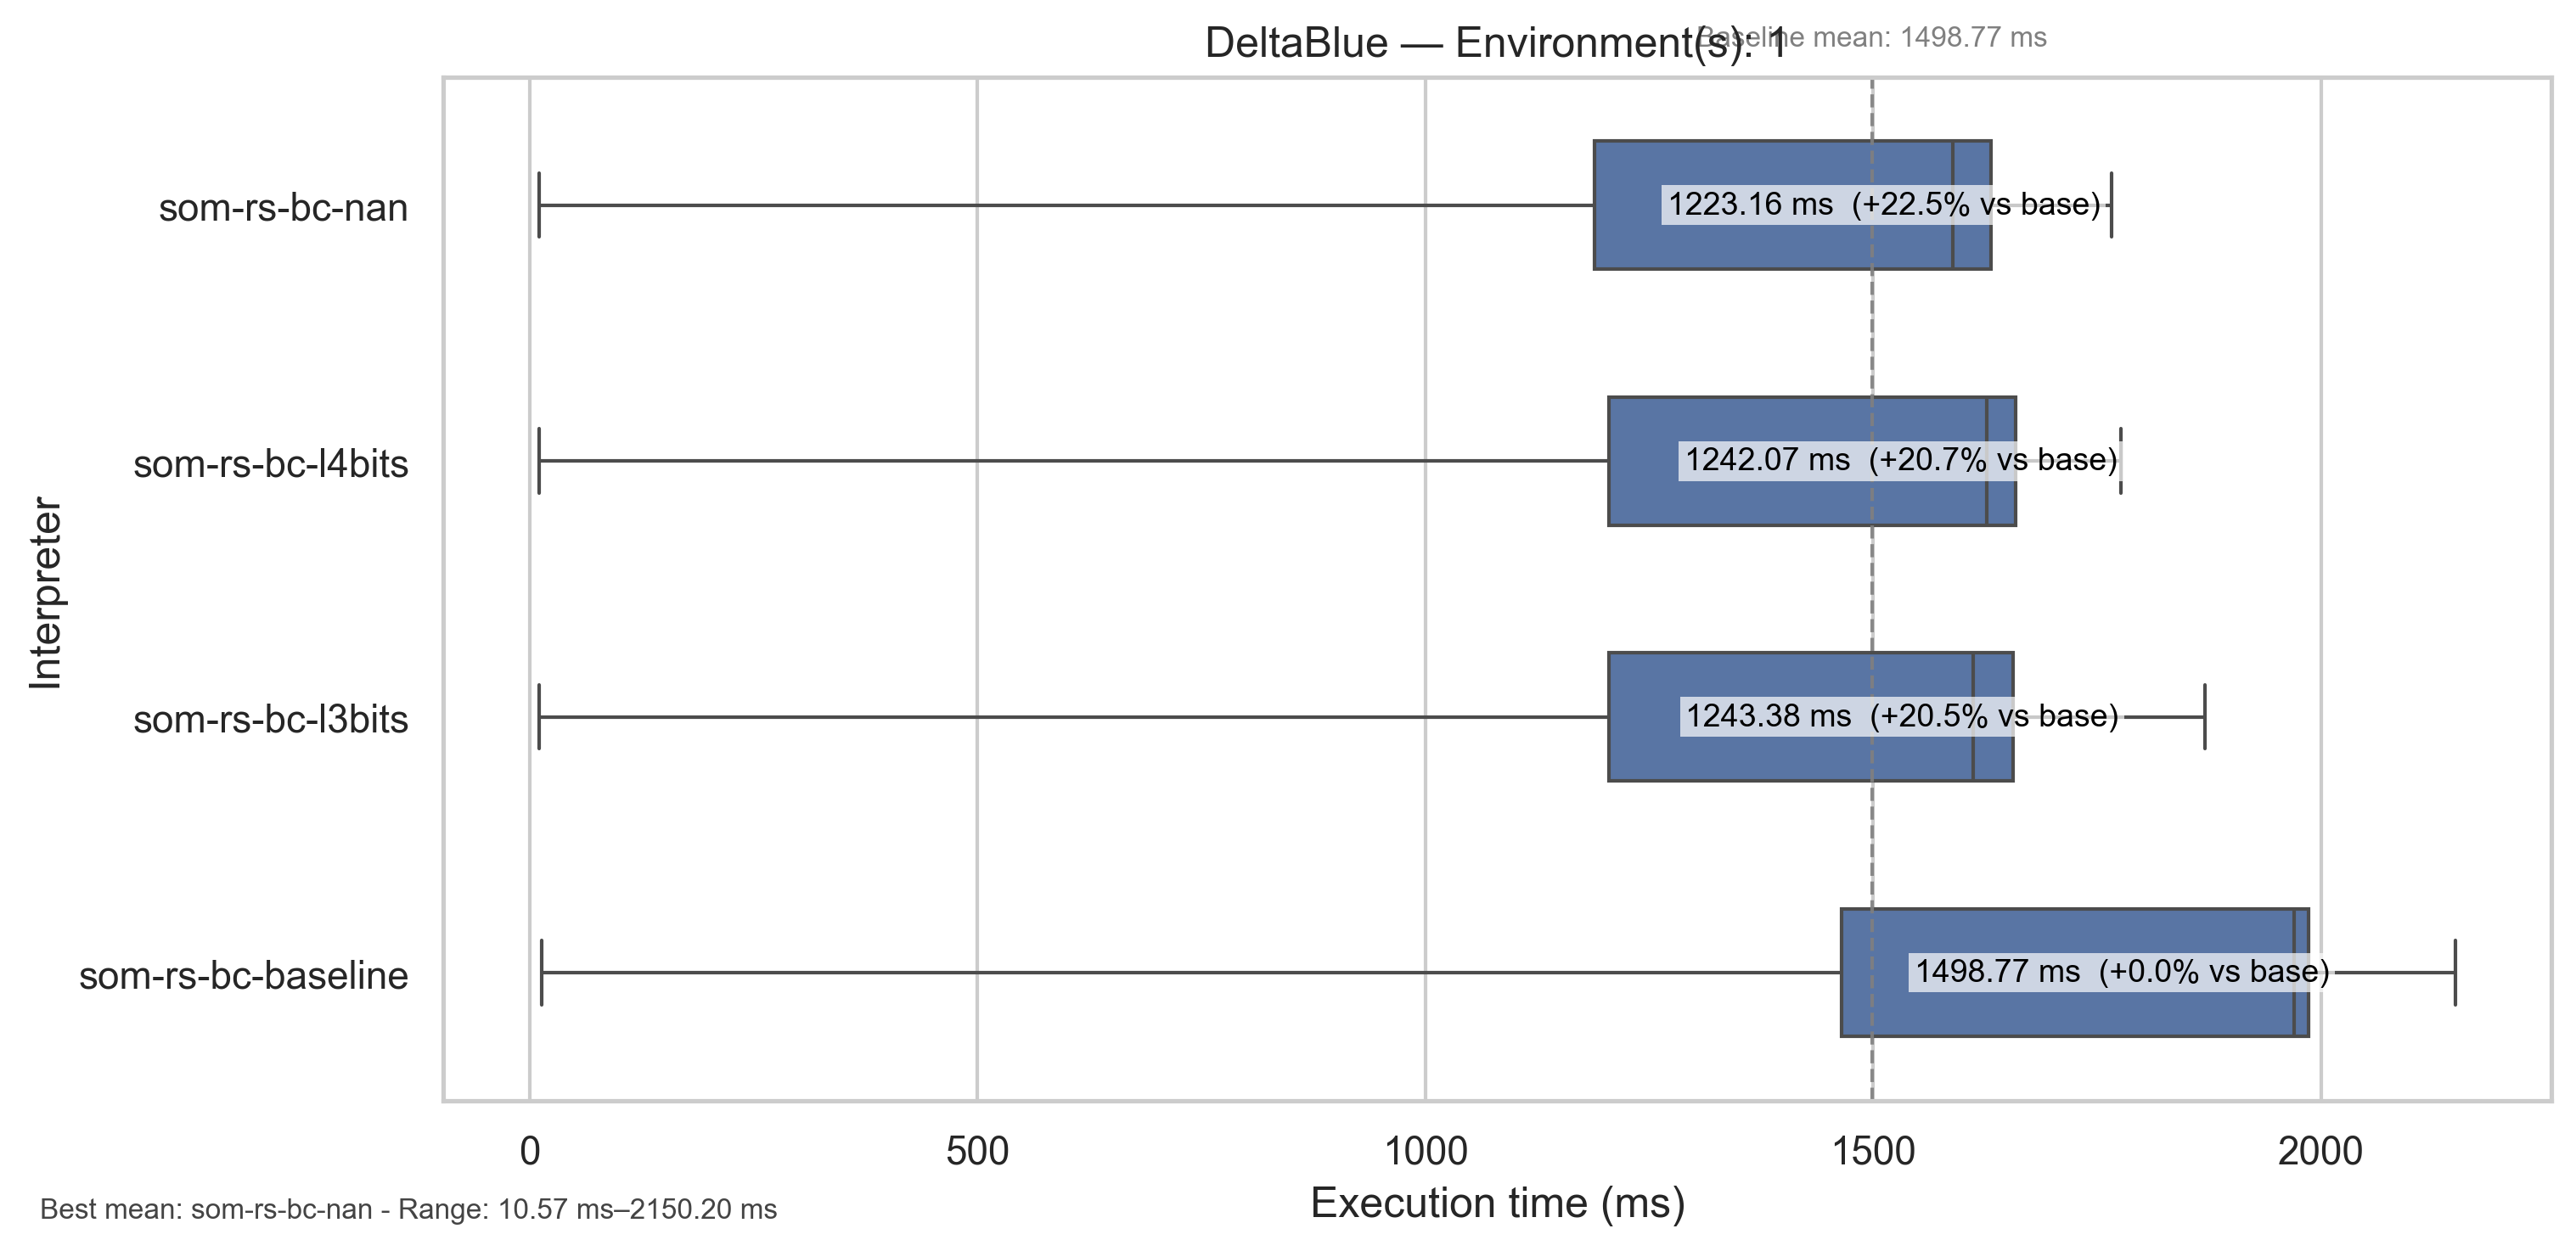 DeltaBlue — Environment(s): 1
Baseline mean: 1498.77 ms
som-rs-bc-nan
1223.16 ms (+22.5% vs base)
som-rs-bc-l4bits
1242.07 ms (+20.7% vs base)
Interpreter
som-rs-bc-l3bits
1243.38 ms (+20.5% vs base)
som-rs-bc-baseline
1498.77 ms (+0.0% vs base)
0 500 1000 1500 2000
Execution time (ms)
Best mean: som-rs-bc-nan - Range: 10.57 ms–2150.20 ms